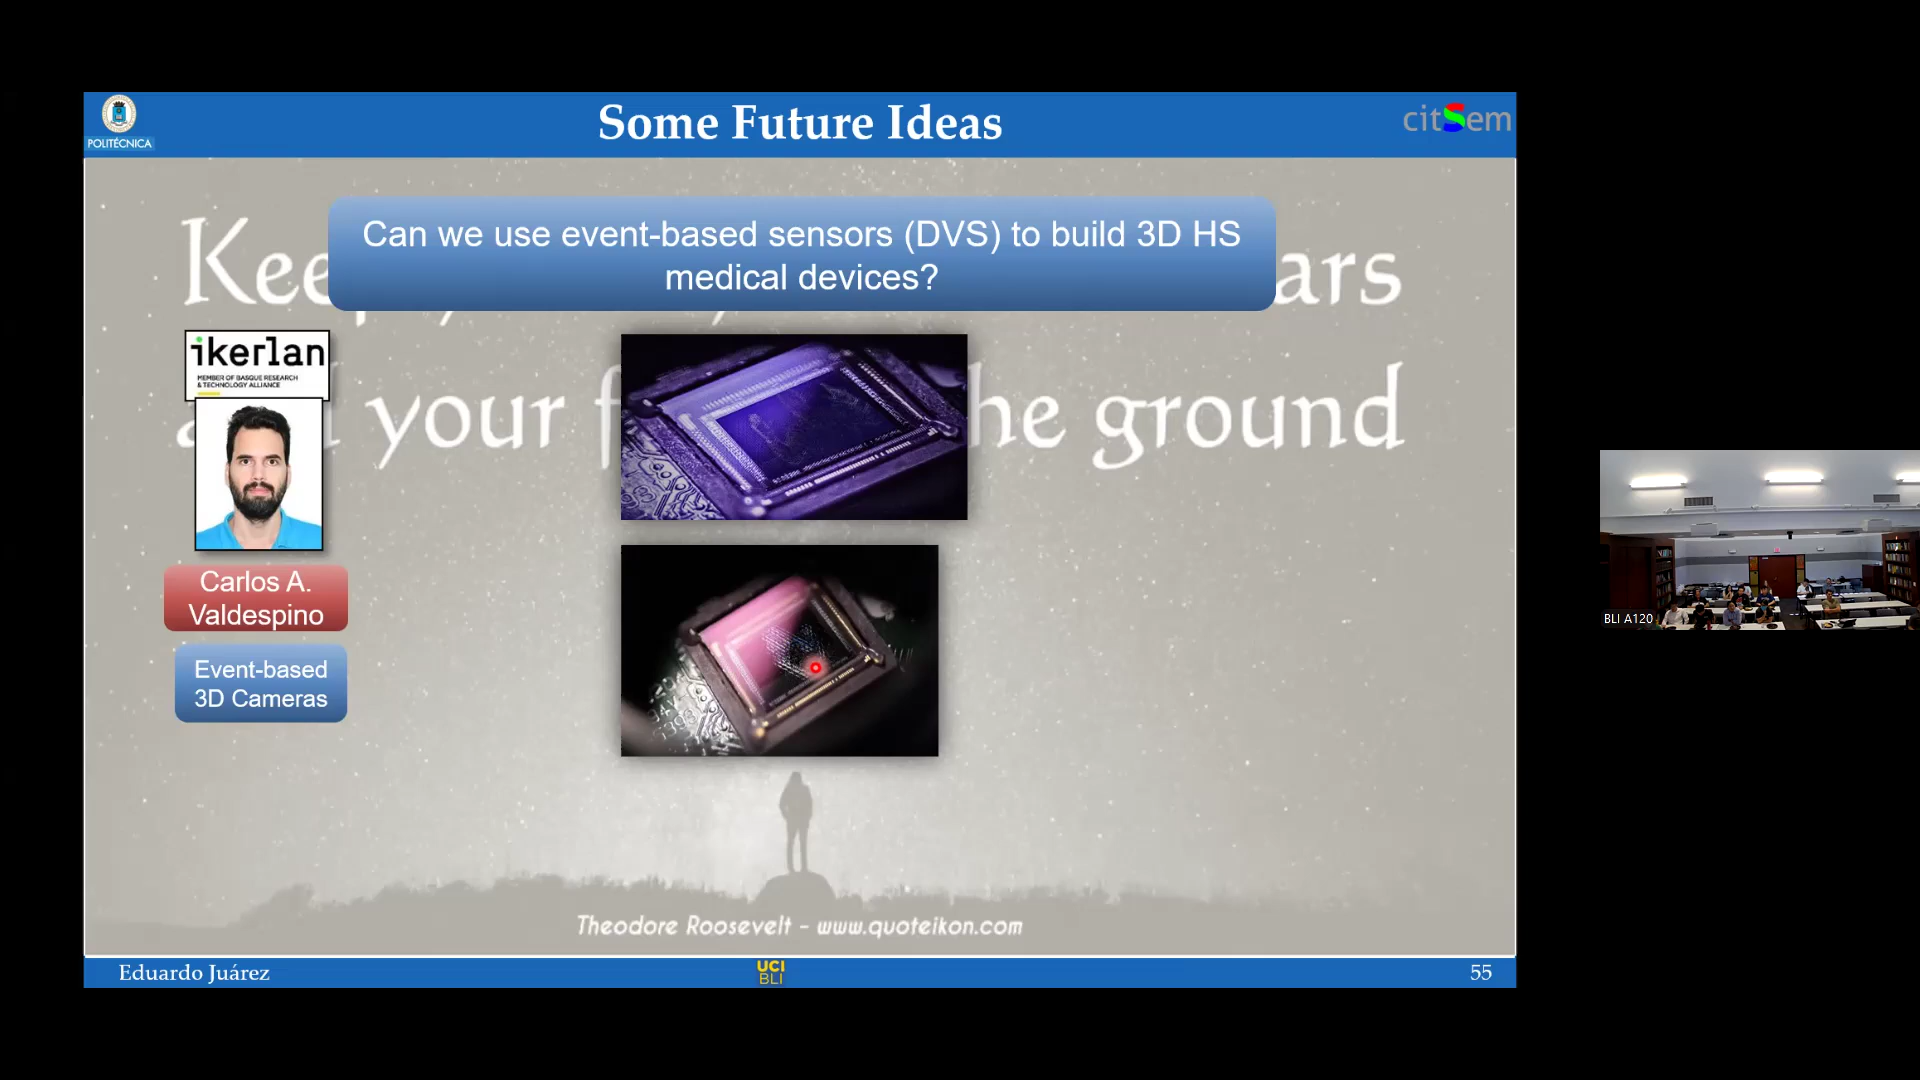 Some Future Ideas
POLITÉCNICA
citSem
Can we use event-based sensors (DVS) to build 3D HS
medical devices?
Kee
ars
your f
he ground
ikerlan
MEMBER OF BASQUE RESEARCH
& TECHNOLOGY ALLIANCE
Carlos A.
Valdespino
Event-based
3D Cameras
Theodore Roosevelt - www.quoteikon.com
Eduardo Juárez
UCI
BLI
55
BLI A120